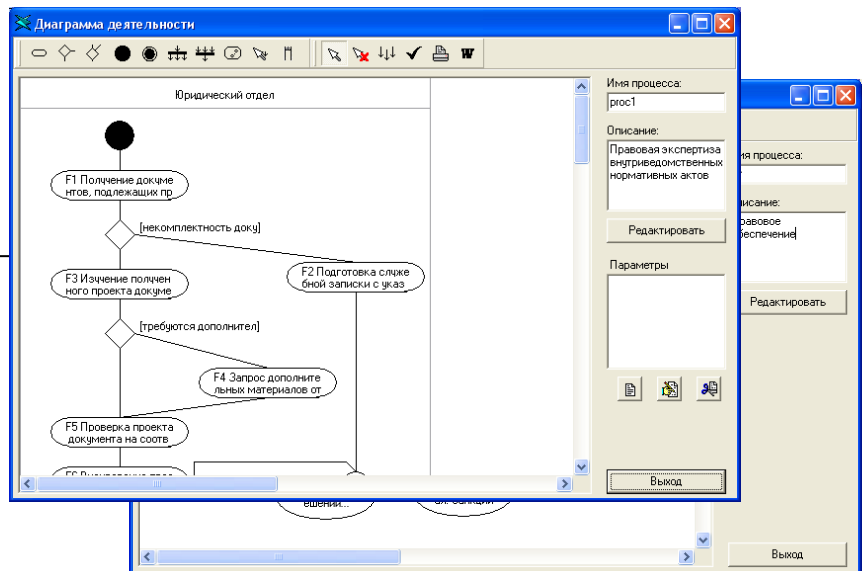 Диаграмма деятельности
W
Юридический отдел
F1 Получение докуме
нтов, подлежащих пр
[некомплектность доку]
F3 Изучение получен
ного проекта докуме
F2 Подготовка служе
бной записки с указ
[требуются дополнител]
F4 Запрос дополните
льных материалов от
F5 Проверка проекта
документа на соотв
Имя процесса:
proc1
Описание:
Правовая экспертиза
внутриведомственных
нормативных актов
Редактировать
Параметры
Выход
мя процесса:
писание:
равовое
беспечение
Редактировать
ешений...
Выход